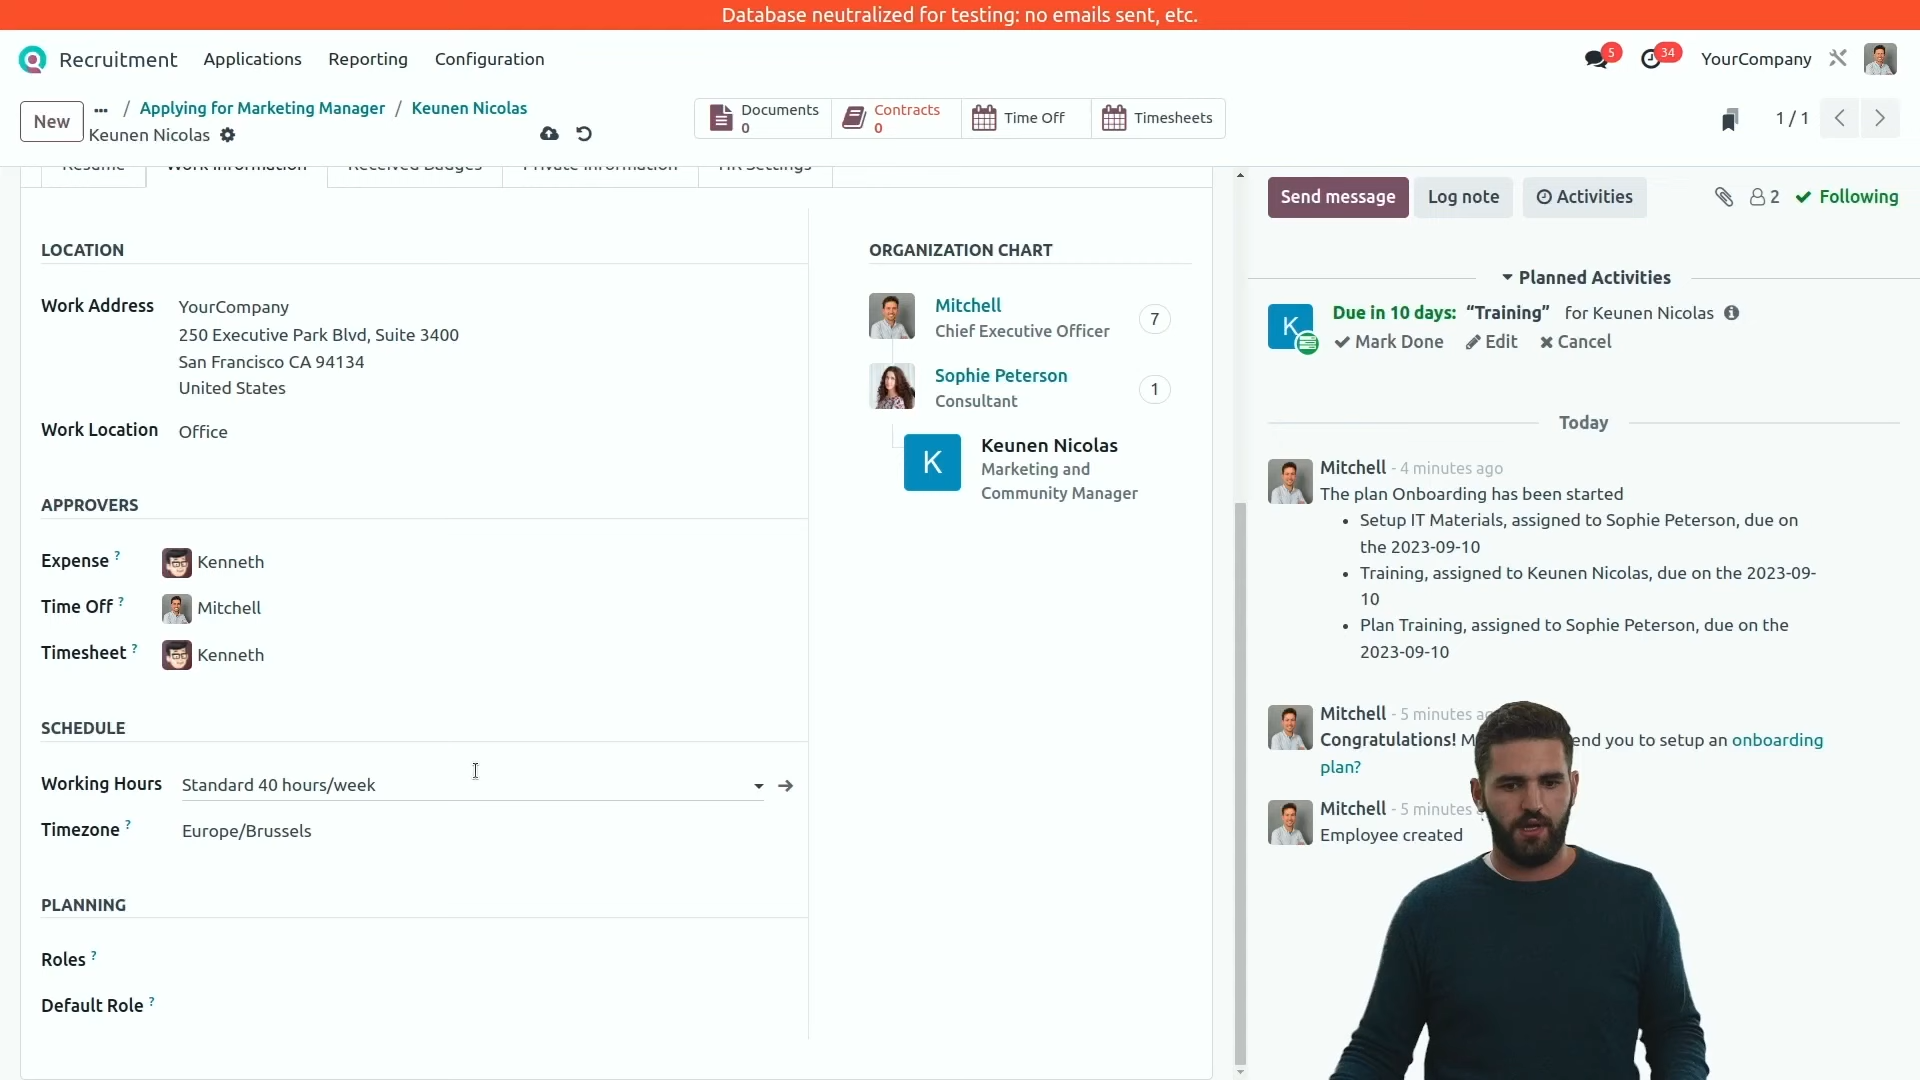 Database neutralized for testing: no emails sent, etc.
Recruitment Applications Reporting Configuration 5 34 YourCompany
New ... / Applying for Marketing Manager / Keunen Nicolas
Keunen Nicolas
Documents 0 Contracts 0 Time Off Timesheets 1 / 1
Resume Work Information Received Badges Private Information HR Settings
LOCATION
Work Address YourCompany
250 Executive Park Blvd, Suite 3400
San Francisco CA 94134
United States
Work Location Office
APPROVERS
Expense ? Kenneth
Time Off ? Mitchell
Timesheet ? Kenneth
SCHEDULE
Working Hours Standard 40 hours/week
Timezone ? Europe/Brussels
PLANNING
Roles ?
Default Role ?
ORGANIZATION CHART
Mitchell
Chief Executive Officer
7
Sophie Peterson
Consultant
1
K
Keunen Nicolas
Marketing and
Community Manager
Send message Log note Activities 2 Following
Planned Activities
K
Due in 10 days: “Training” for Keunen Nicolas
Mark Done Edit Cancel
Today
Mitchell - 4 minutes ago
The plan Onboarding has been started
• Setup IT Materials, assigned to Sophie Peterson, due on
the 2023-09-10
• Training, assigned to Keunen Nicolas, due on the 2023-09-
10
• Plan Training, assigned to Sophie Peterson, due on the
2023-09-10
Mitchell - 5 minutes
Congratulations! end you to setup an onboarding
plan?
Mitchell - 5 minutes
Employee created